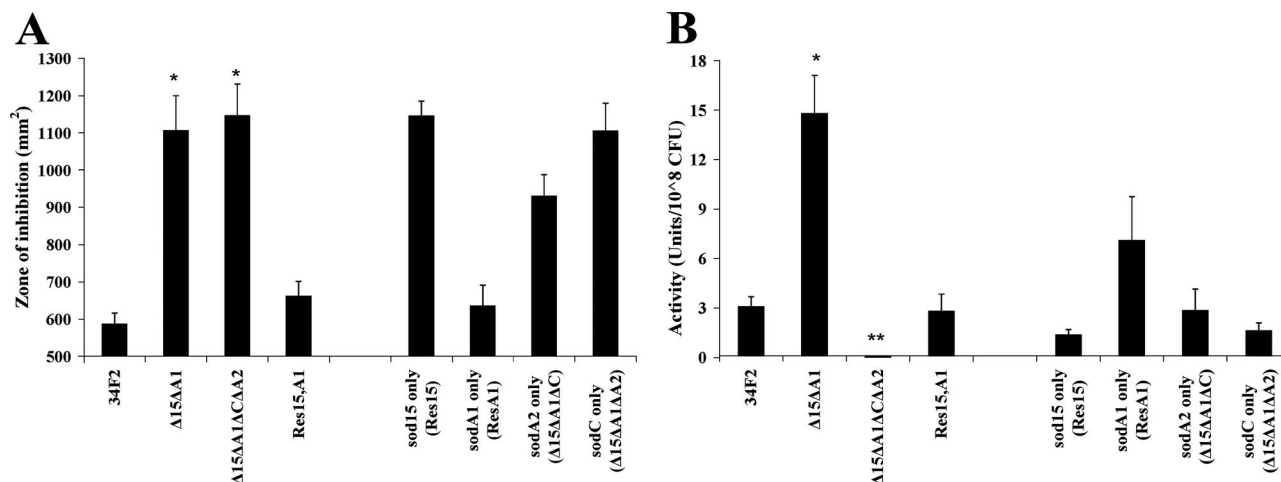 A
Zone of inhibition (mm²)
1300
1200
1100
1000
900
800
700
600
500
*
*
34F2
Δ15ΔA1
Δ15ΔA1ΔCΔA2
Res15,A1
sod15 only
(Res15)
sodA1 only
(ResA1)
sodA2 only
(Δ15ΔA1ΔC)
sodC only
(Δ15ΔA1ΔA2)
B
Activity (Units/10^8 CFU)
18
15
12
9
6
3
0
*
**
34F2
Δ15ΔA1
Δ15ΔA1ΔCΔA2
Res15,A1
sod15 only
(Res15)
sodA1 only
(ResA1)
sodA2 only
(Δ15ΔA1ΔC)
sodC only
(Δ15ΔA1ΔA2)